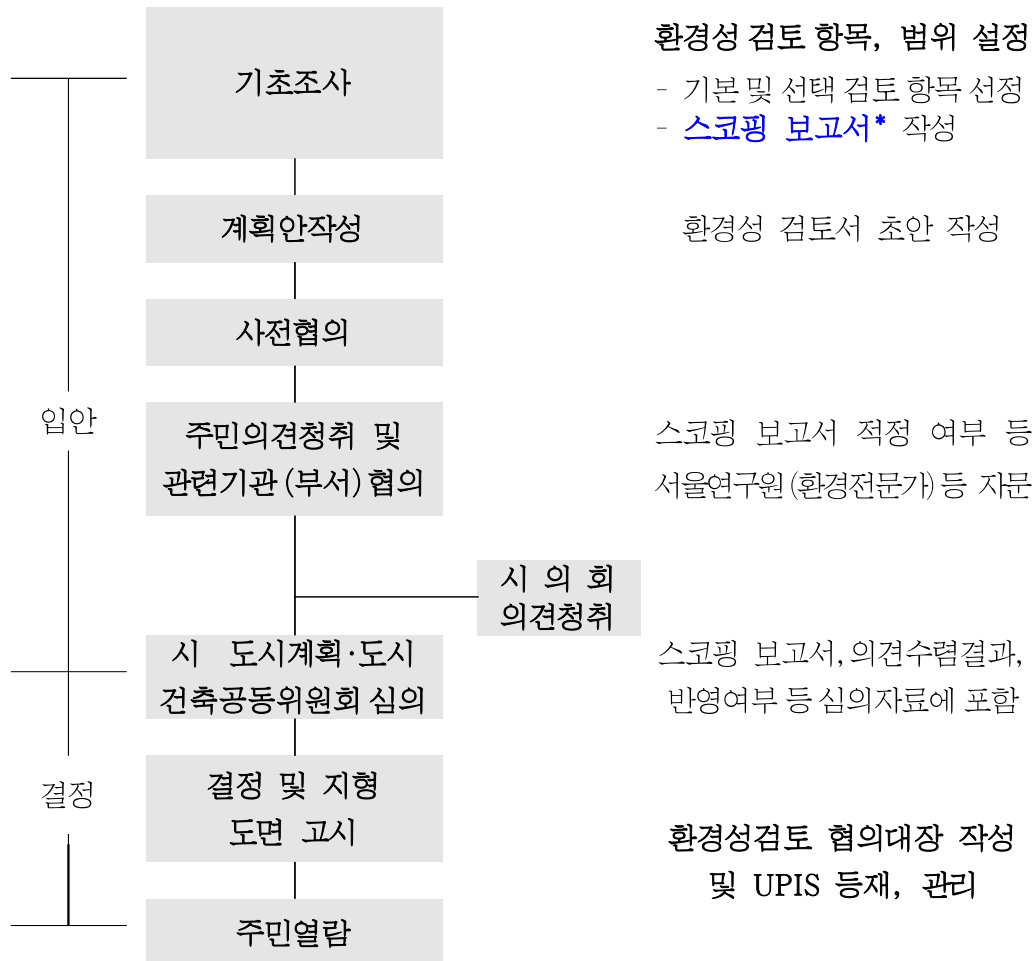 기초조사
환경성 검토 항목, 범위 설정
- 기본 및 선택 검토 항목 선정
- 스코핑 보고서* 작성
계획안작성
환경성 검토서 초안 작성
사전협의
입안
주민의견청취 및
관련기관(부서)협의
스코핑 보고서 적정 여부 등
서울연구원(환경전문가)등 자문
시 의 회
의견청취
시 도시계획·도시
건축공동위원회 심의
스코핑 보고서, 의견수렴결과,
반영여부 등 심의자료에 포함
결정
결정 및 지형
도면 고시
환경성검토 협의대장 작성
및 UPIS 등재, 관리
주민열람